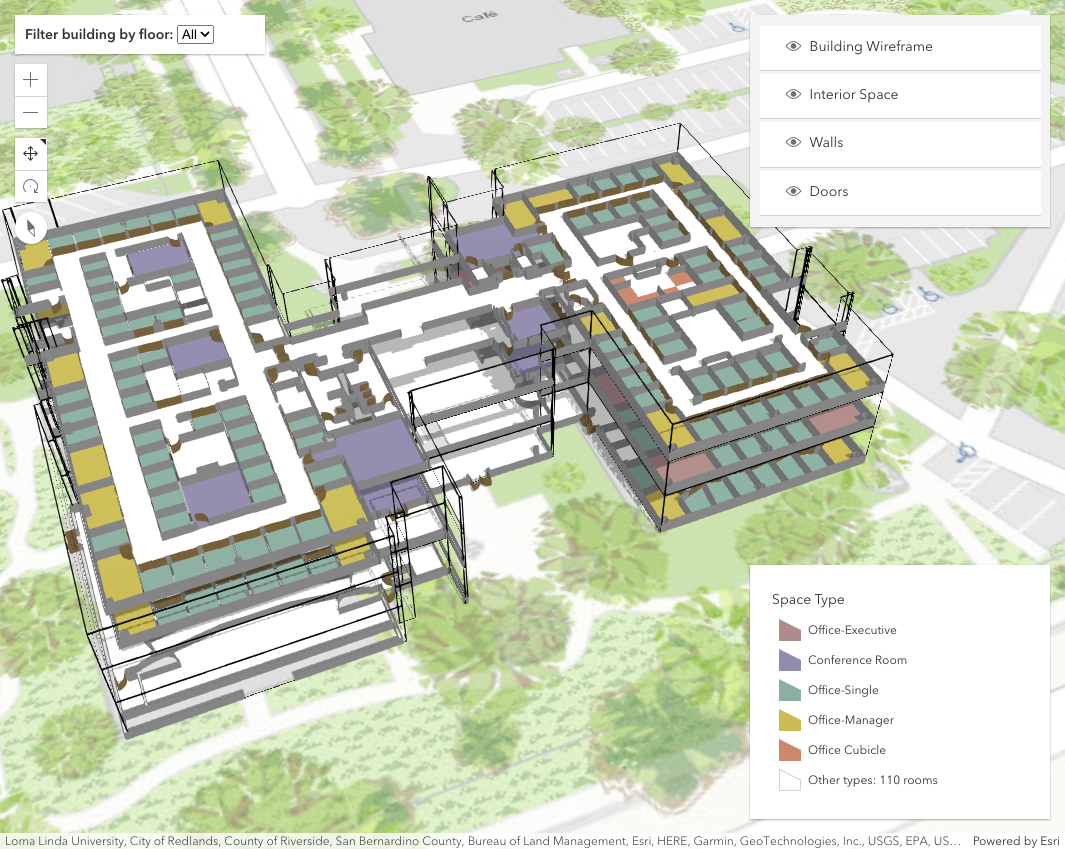 Café
Filter building by floor: All
Building Wireframe
Interior Space
Walls
Doors
Space Type
Office-Executive
Conference Room
Office-Single
Office-Manager
Office Cubicle
Other types: 110 rooms
Loma Linda University, City of Redlands, County of Riverside, San Bernardino County, Bureau of Land Management, Esri, HERE, Garmin, GeoTechnologies, Inc., USGS, EPA, US… Powered by Esri